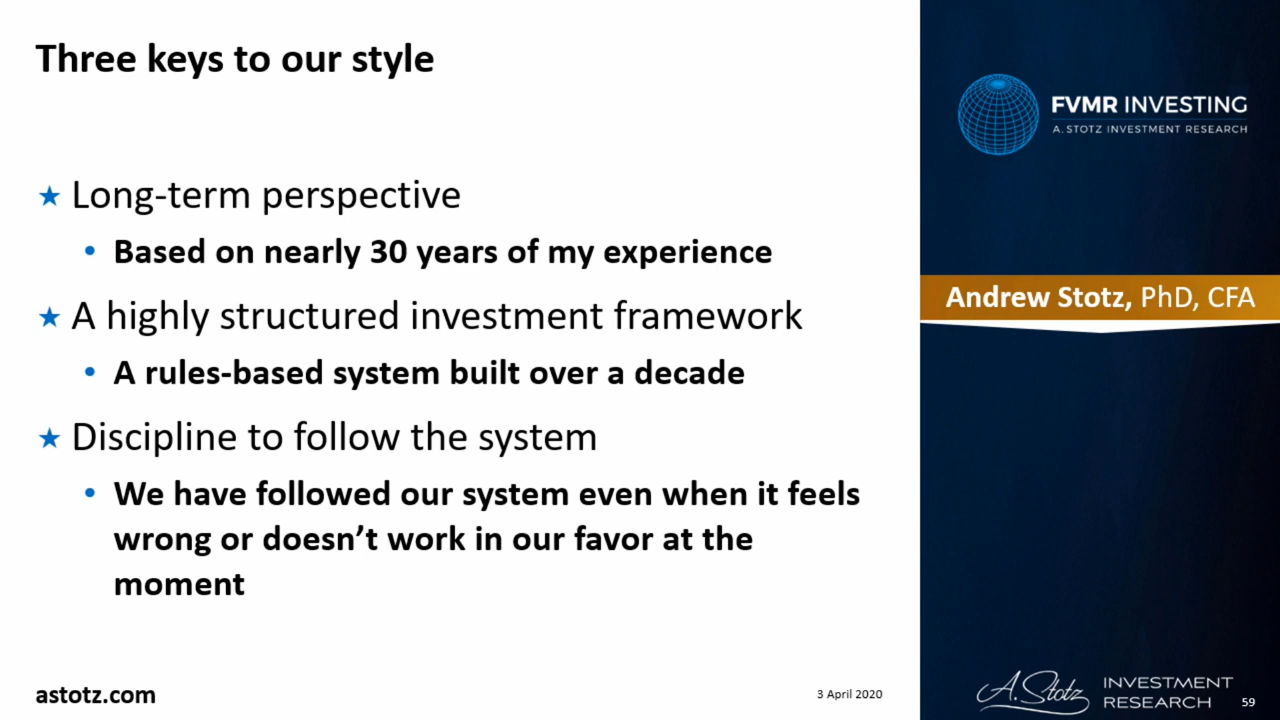 Three keys to our style
★ Long-term perspective
• Based on nearly 30 years of my experience
★ A highly structured investment framework
• A rules-based system built over a decade
★ Discipline to follow the system
• We have followed our system even when it feels
wrong or doesn’t work in our favor at the
moment
astotz.com
3 April 2020
FVMR INVESTING
A. STOTZ INVESTMENT RESEARCH
Andrew Stotz, PhD, CFA
A. Stotz
INVESTMENT
RESEARCH
59